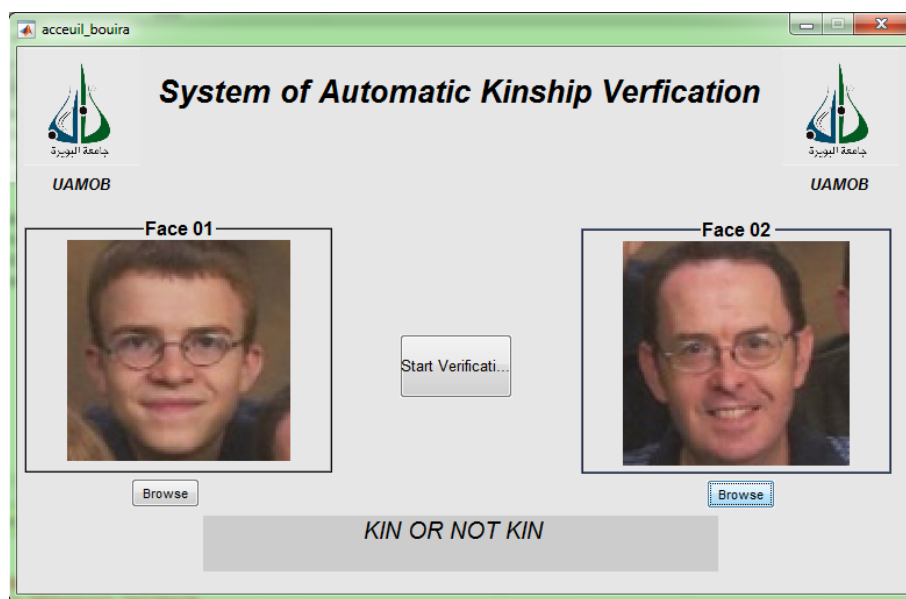 acceuil_bouira
System of Automatic Kinship Verfication
جامعة البويرة
جامعة البويرة
UAMOB
UAMOB
Face 01
Face 02
Start Verificati...
Browse
Browse
KIN OR NOT KIN